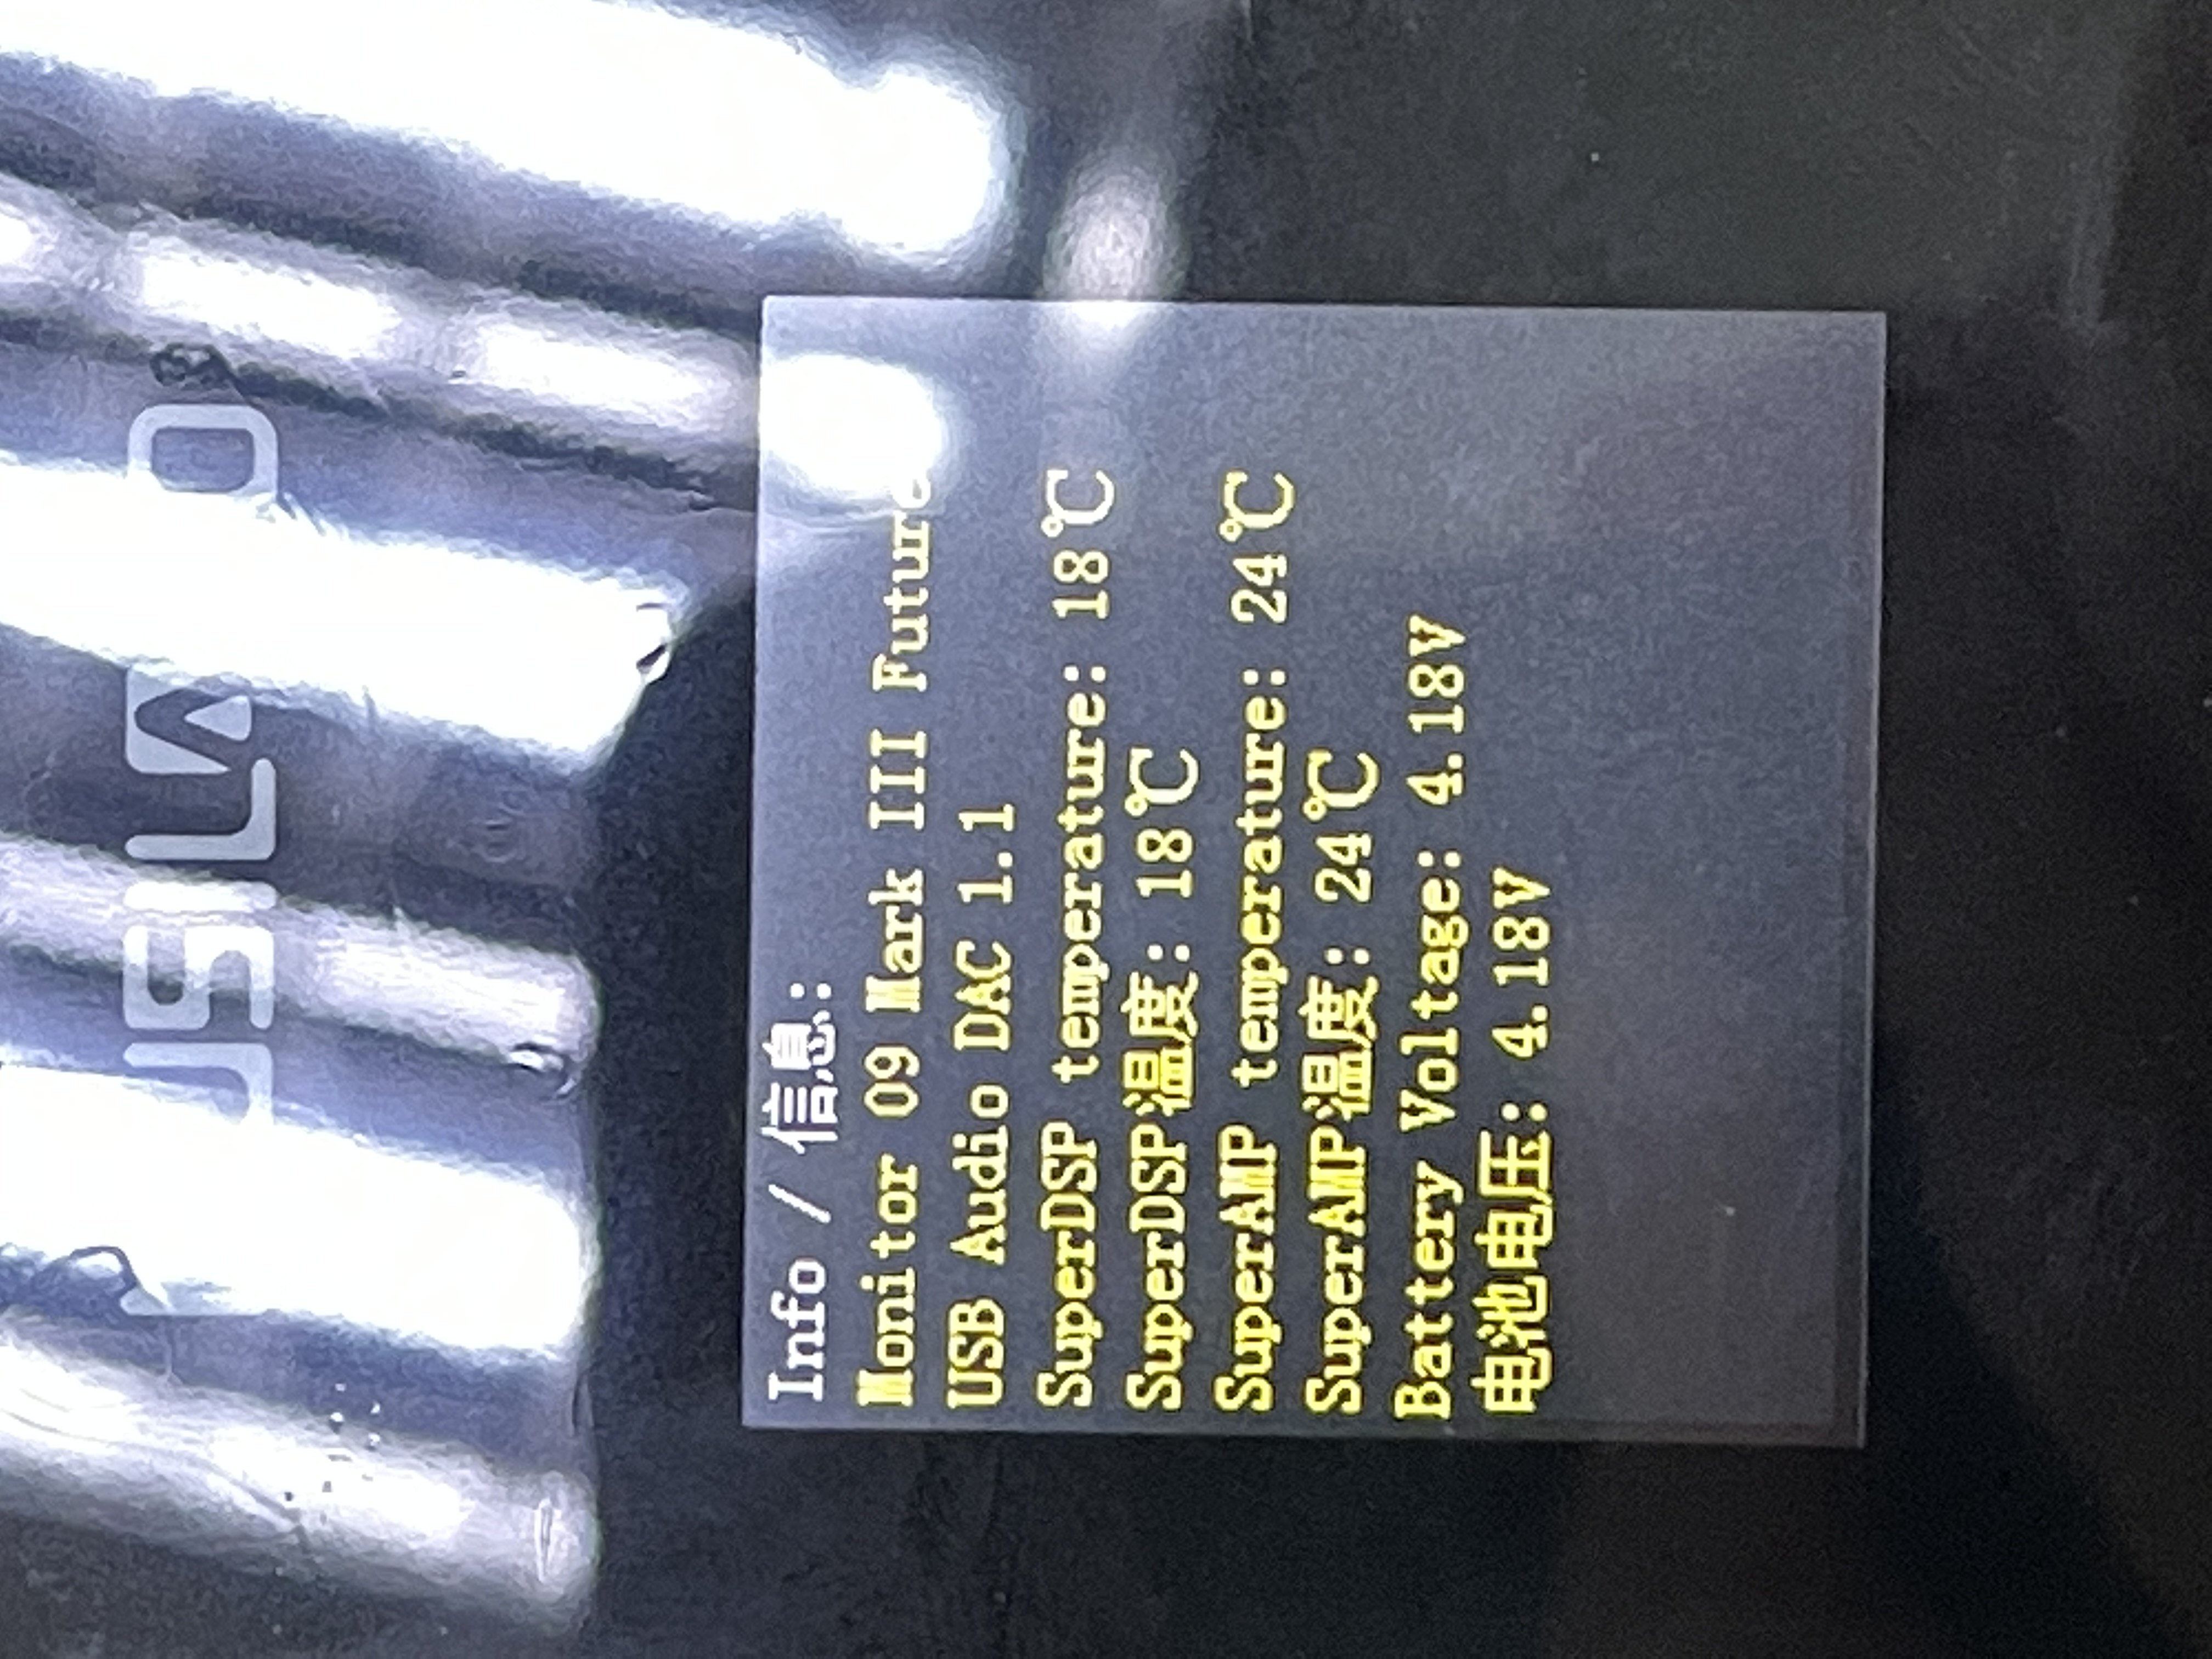 Info / 信息:
Monitor 09 Mark III Future
USB Audio DAC 1.1
SuperDSP temperature: 18℃
SuperDSP温度: 18℃
SuperAMP temperature: 24℃
SuperAMP温度: 24℃
Battery Voltage: 4.18V
电池电压: 4.18V